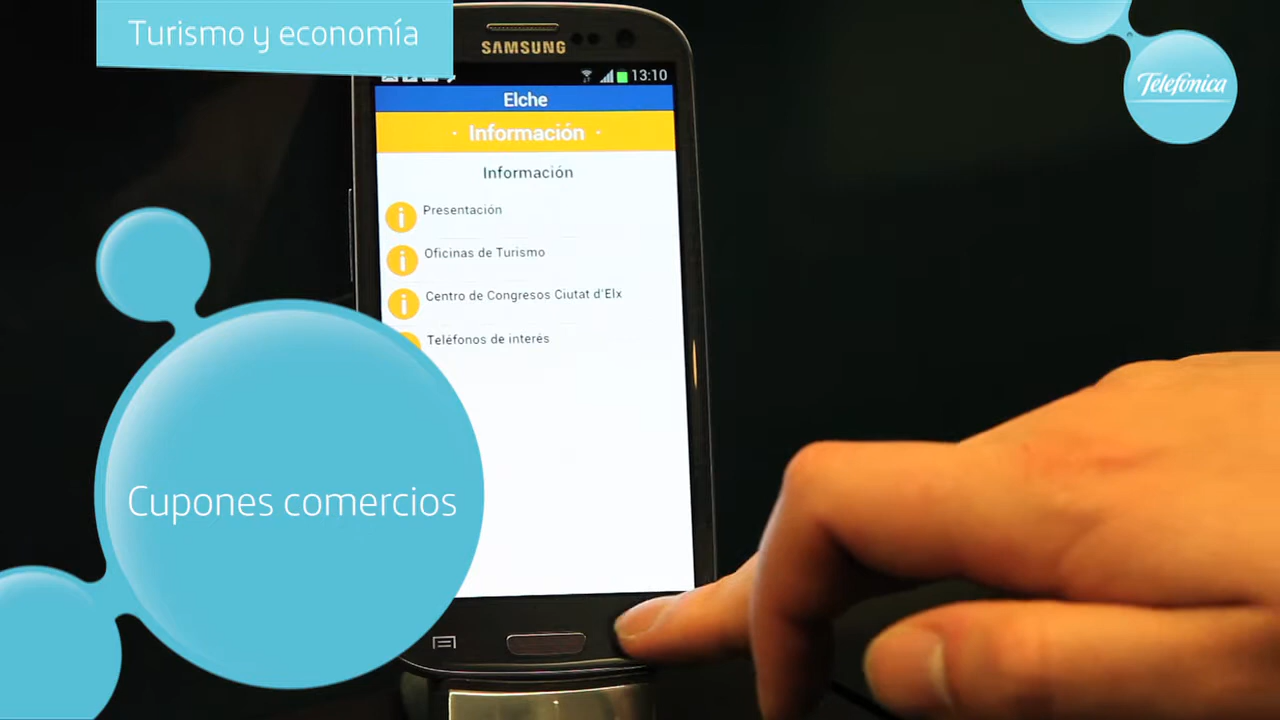 Turismo y economía
Telefónica
SAMSUNG
13:10
Elche
· Información ·
Información
Presentación
Oficinas de Turismo
Centro de Congresos Ciutat d'Elx
Teléfonos de interés
Cupones comercios